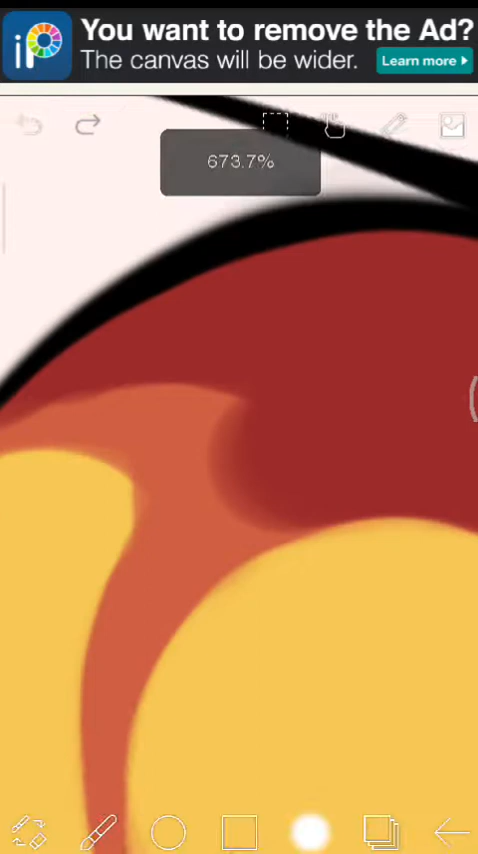 You want to remove the Ad?
The canvas will be wider.
Learn more
673.7%